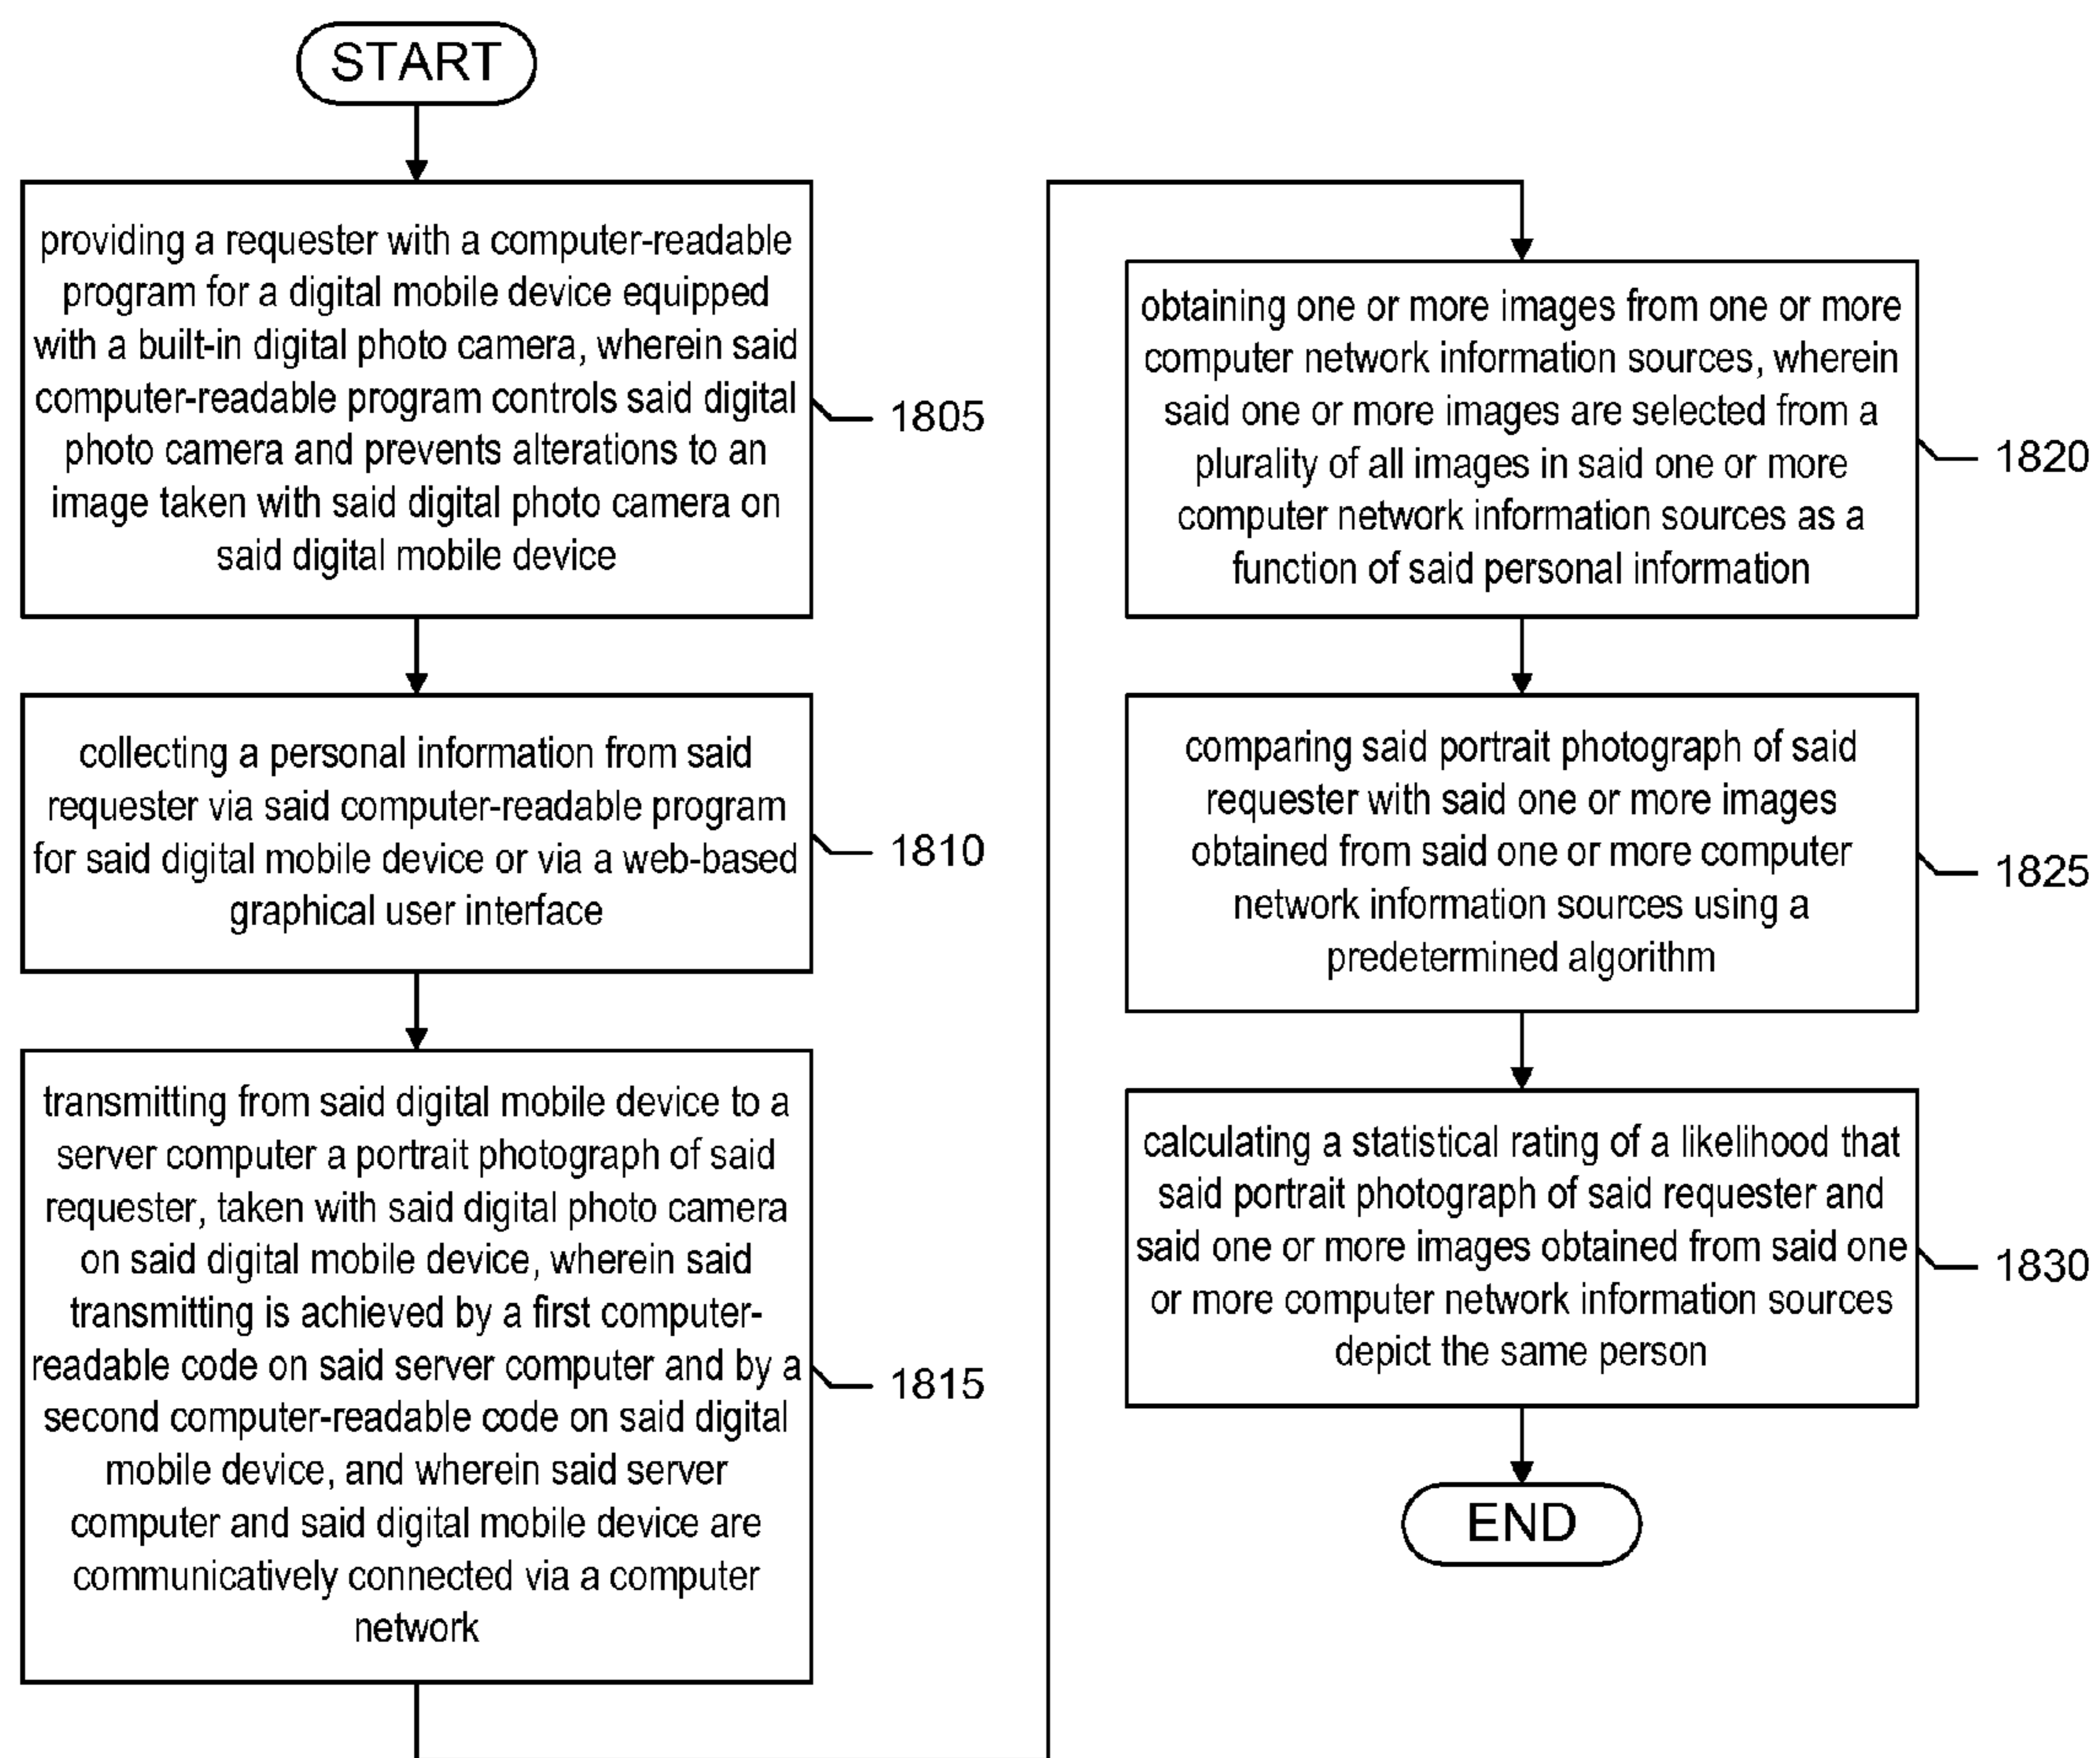 START
providing a requester with a computer-readable
program for a digital mobile device equipped
with a built-in digital photo camera, wherein said
computer-readable program controls said digital
photo camera and prevents alterations to an
image taken with said digital photo camera on
said digital mobile device
1805
collecting a personal information from said
requester via said computer-readable program
for said digital mobile device or via a web-based
graphical user interface
1810
transmitting from said digital mobile device to a
server computer a portrait photograph of said
requester, taken with said digital photo camera
on said digital mobile device, wherein said
transmitting is achieved by a first computer-
readable code on said server computer and by a
second computer-readable code on said digital
mobile device, and wherein said server
computer and said digital mobile device are
communicatively connected via a computer
network
1815
obtaining one or more images from one or more
computer network information sources, wherein
said one or more images are selected from a
plurality of all images in said one or more
computer network information sources as a
function of said personal information
1820
comparing said portrait photograph of said
requester with said one or more images
obtained from said one or more computer
network information sources using a
predetermined algorithm
1825
calculating a statistical rating of a likelihood that
said portrait photograph of said requester and
said one or more images obtained from said one
or more computer network information sources
depict the same person
1830
END